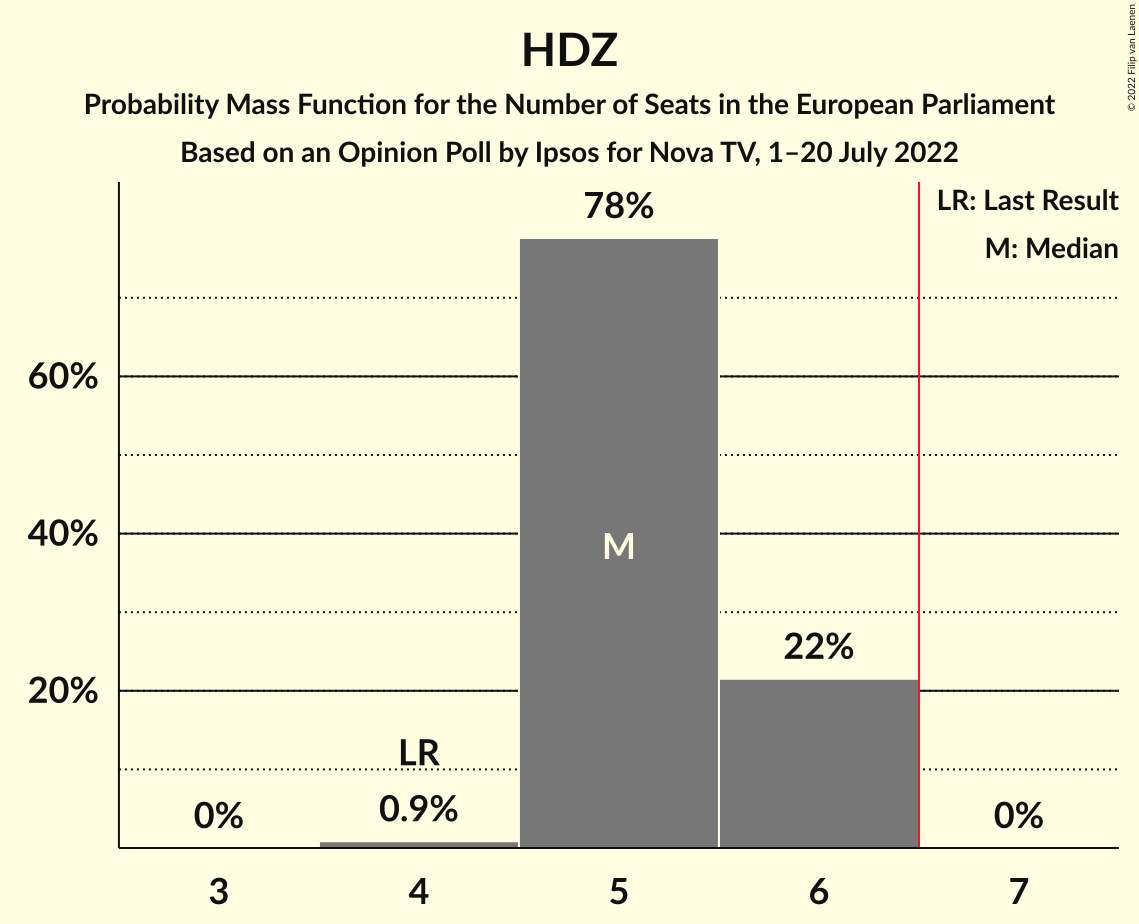 HDZ
Probability Mass Function for the Number of Seats in the European Parliament
Based on an Opinion Poll by Ipsos for Nova TV, 1–20 July 2022
© 2022 Filip van Laenen
LR: Last Result
M: Median
78%
60%
40%
20%
M
22%
LR
0%
0.9%
0%
3
4
5
6
7